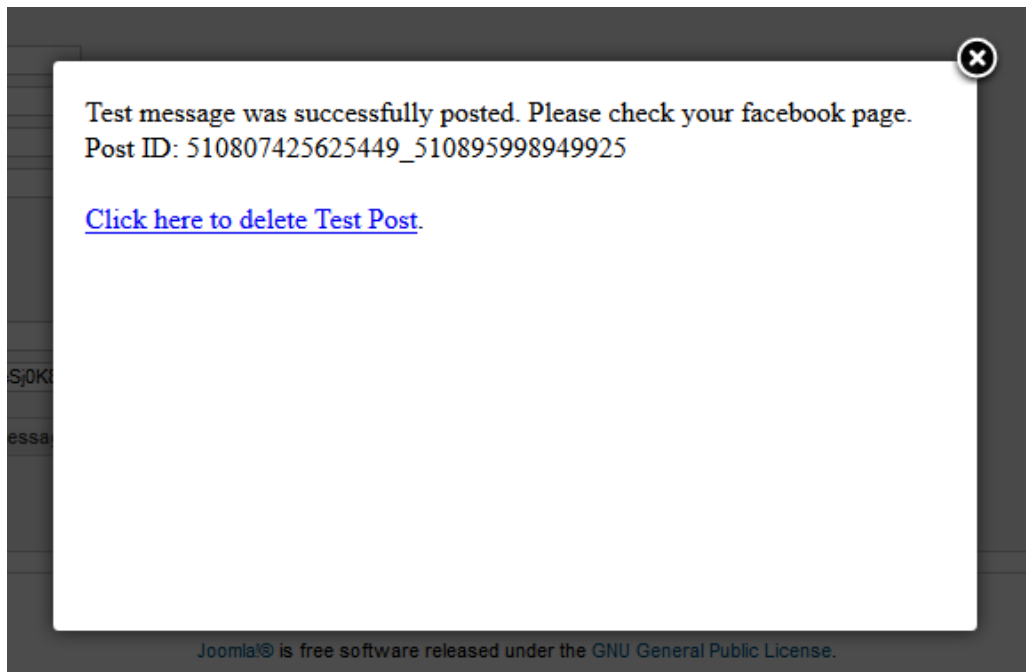 Test message was successfully posted. Please check your facebook page.
Post ID: 510807425625449_510895998949925
Click here to delete Test Post.
Joomla!® is free software released under the GNU General Public License.